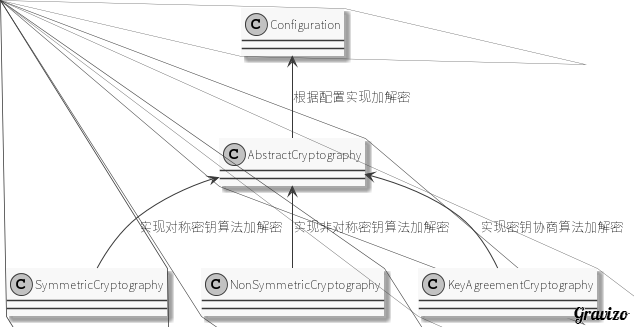 C Configuration
根据配置实现加解密
C AbstractCryptography
实现对称密钥算法加解密 实现非对称密钥算法加解密 实现密钥协商算法加解密
C SymmetricCryptography C NonSymmetricCryptography C KeyAgreementCryptography
Gravizo